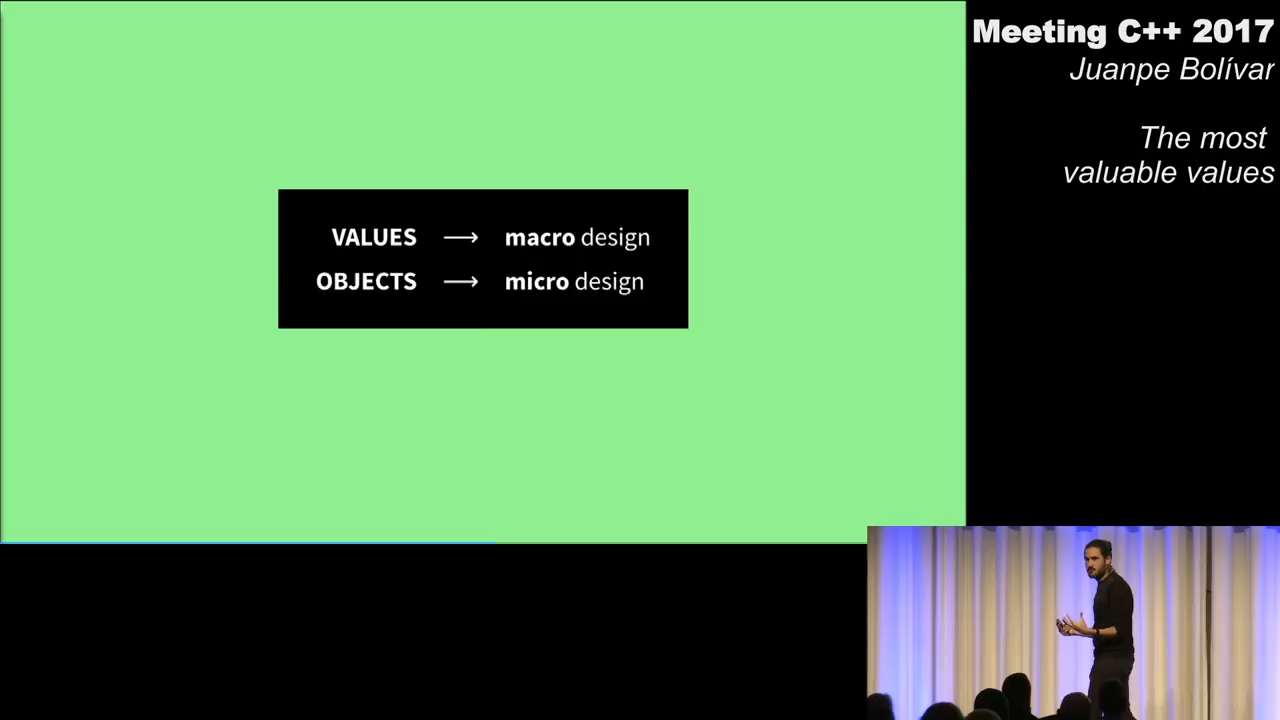 Meeting C++ 2017
Juanpe Bolívar
The most
valuable values
VALUES ⟶ macro design
OBJECTS ⟶ micro design